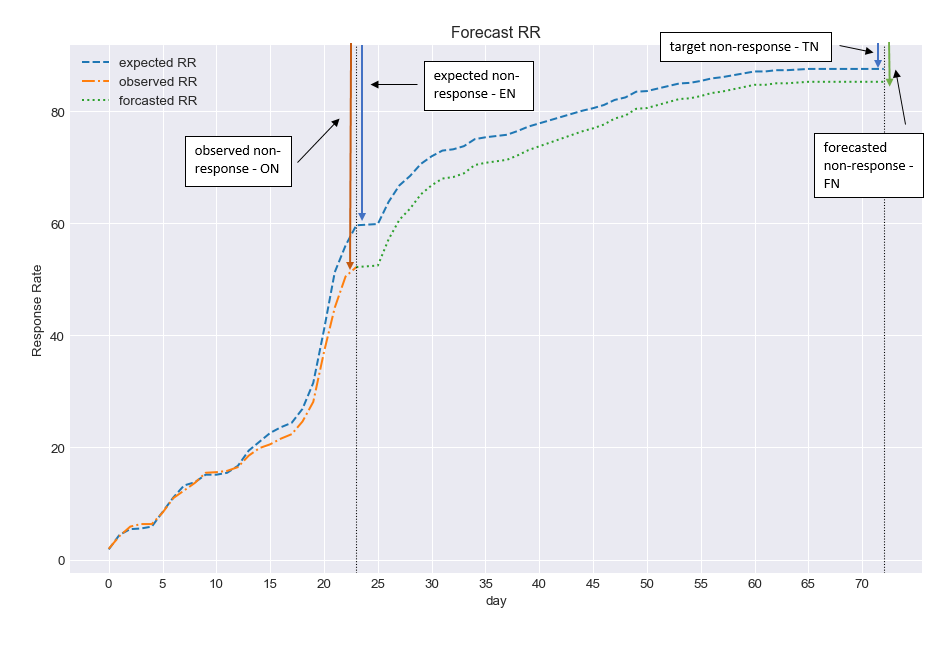 Forecast RR
expected RR
observed RR
forcasted RR
target non-response - TN
expected non-
response - EN
observed non-
response - ON
forecasted
non-response -
FN
Response Rate
80
60
40
20
0
0 5 10 15 20 25 30 35 40 45 50 55 60 65 70
day